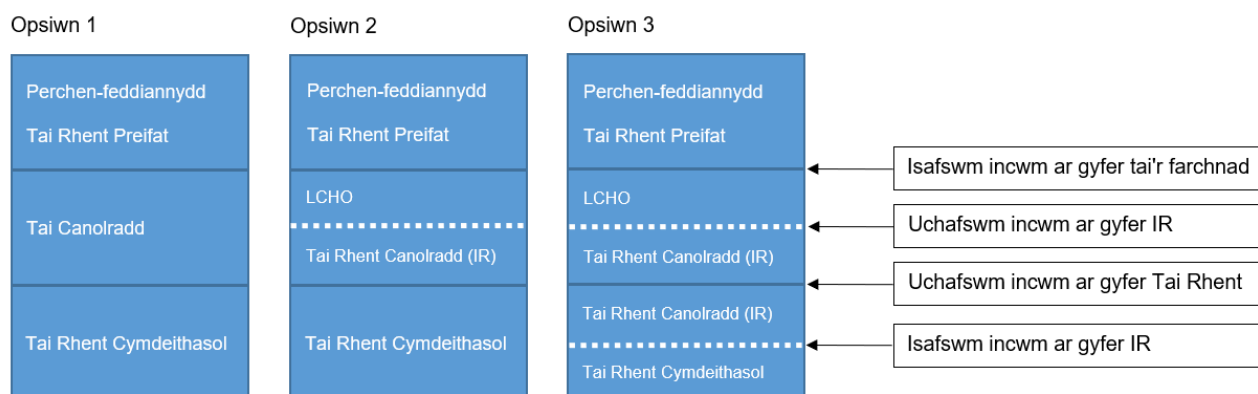 Opsiwn 1
Perchen-feddiannydd
Tai Rhent Preifat
Tai Canolradd
Tai Rhent Cymdeithasol
Opsiwn 2
Perchen-feddiannydd
Tai Rhent Preifat
LCHO
Tai Rhent Canolradd (IR)
Tai Rhent Cymdeithasol
Opsiwn 3
Perchen-feddiannydd
Tai Rhent Preifat
LCHO
Tai Rhent Canolradd (IR)
Tai Rhent Canolradd (IR)
Tai Rhent Cymdeithasol
Isafswm incwm ar gyfer tai'r farchnad
Uchafswm incwm ar gyfer IR
Uchafswm incwm ar gyfer Tai Rhent
Isafswm incwm ar gyfer IR